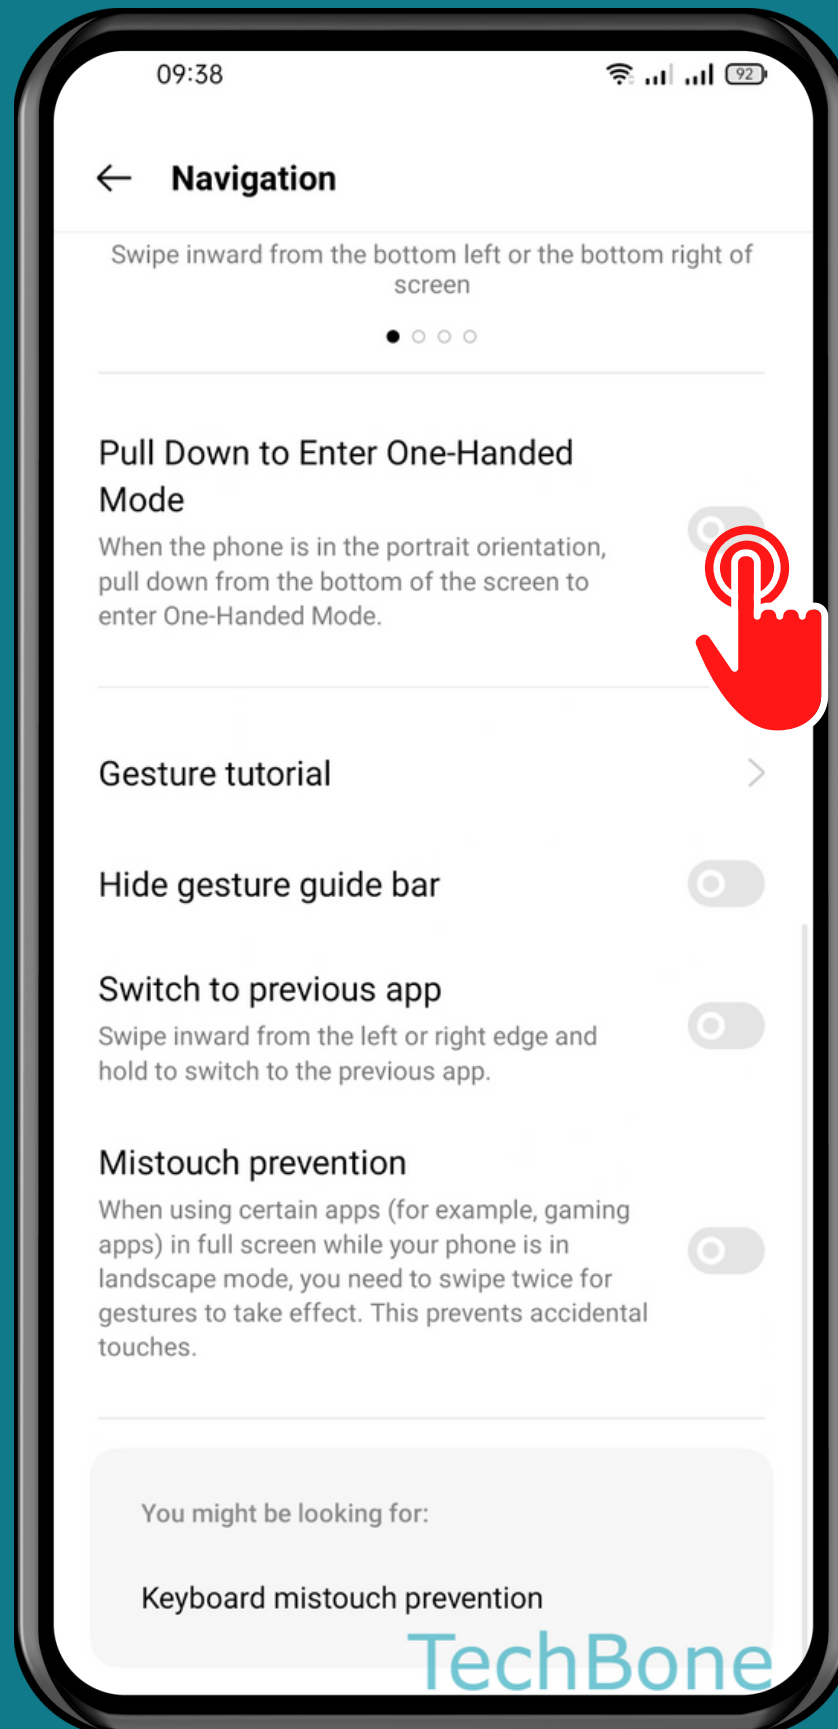 09:38
92
Navigation
Swipe inward from the bottom left or the bottom right of
screen
Pull Down to Enter One-Handed
Mode
When the phone is in the portrait orientation,
pull down from the bottom of the screen to
enter One-Handed Mode.
Gesture tutorial
Hide gesture guide bar
Switch to previous app
Swipe inward from the left or right edge and
hold to switch to the previous app.
Mistouch prevention
When using certain apps (for example, gaming
apps) in full screen while your phone is in
landscape mode, you need to swipe twice for
gestures to take effect. This prevents accidental
touches.
You might be looking for:
Keyboard mistouch prevention
TechBone